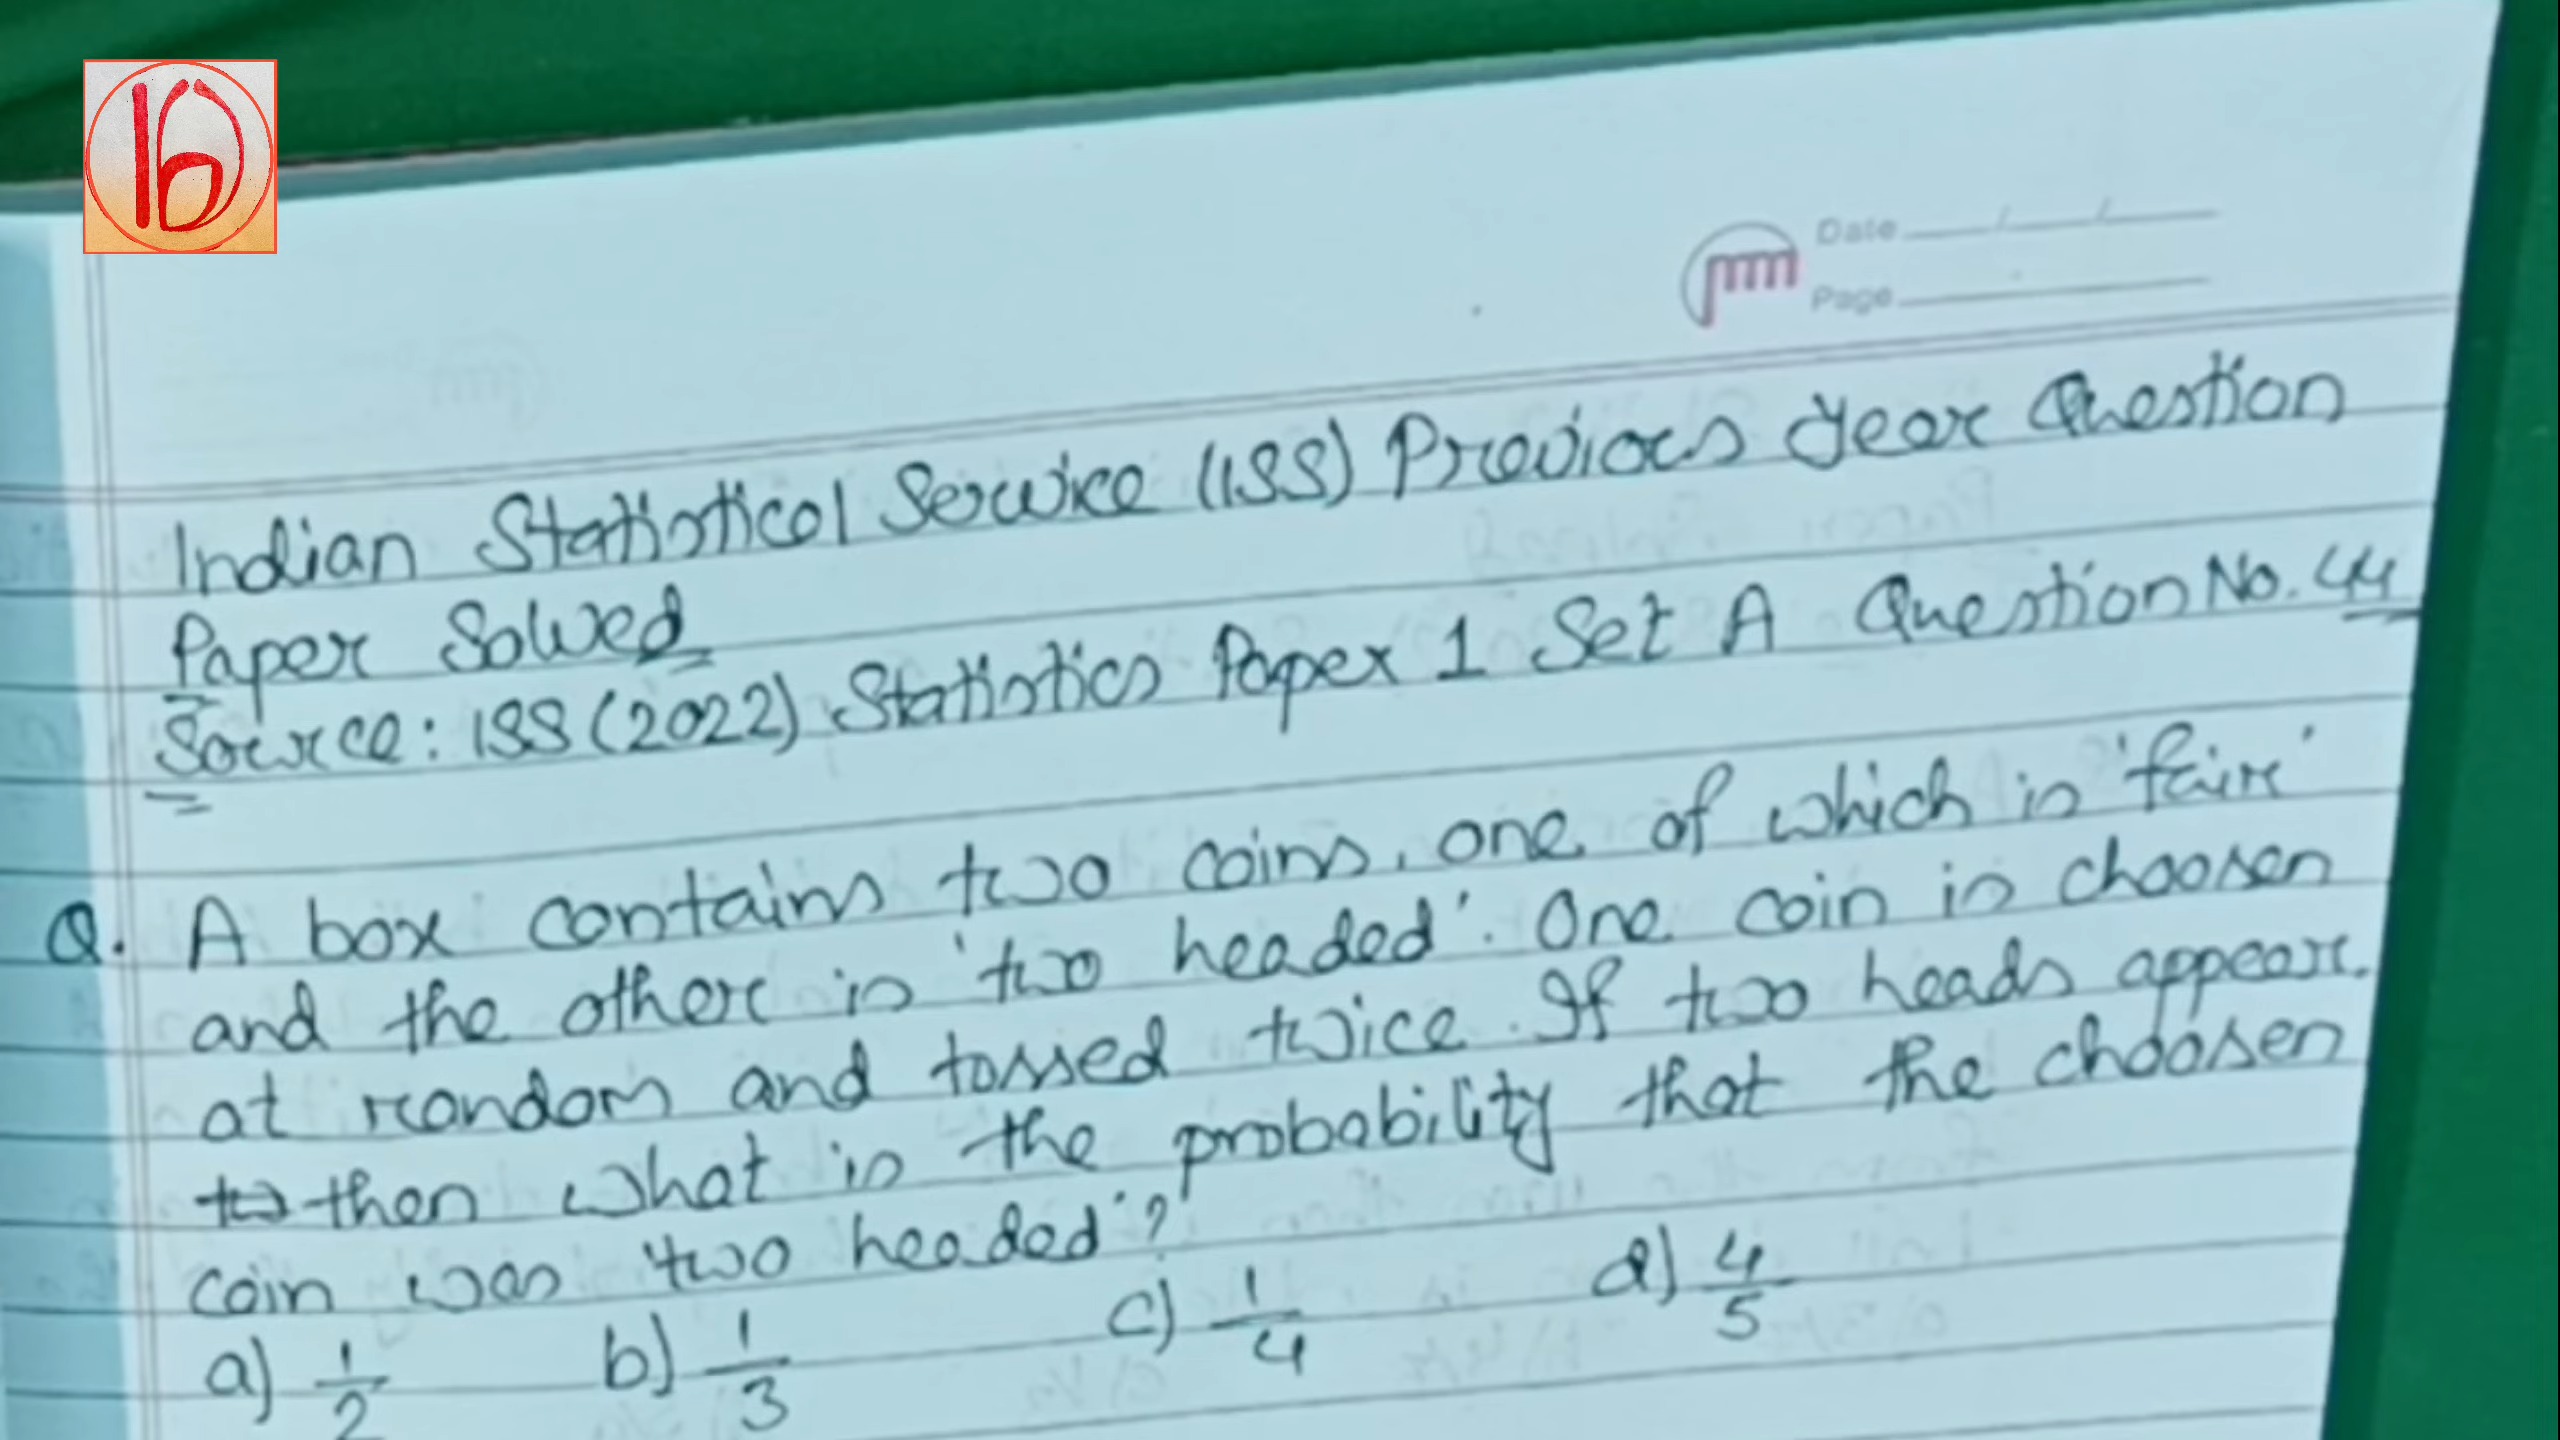 Date / /
Page
Indian Statistical Service (ISS) Previous Year Question
Paper Solved
Source: ISS (2022) Statistics Paper 1 Set A Question No. 44
Q. A box contains two coins, one of which is 'fair'
and the other is 'two headed'. One coin is choosen
at random and tossed twice. If two heads appear.
then what is the probability that the choosen
coin was 'two headed'?
a) 1/2 b) 1/3 c) 1/4 d) 4/5